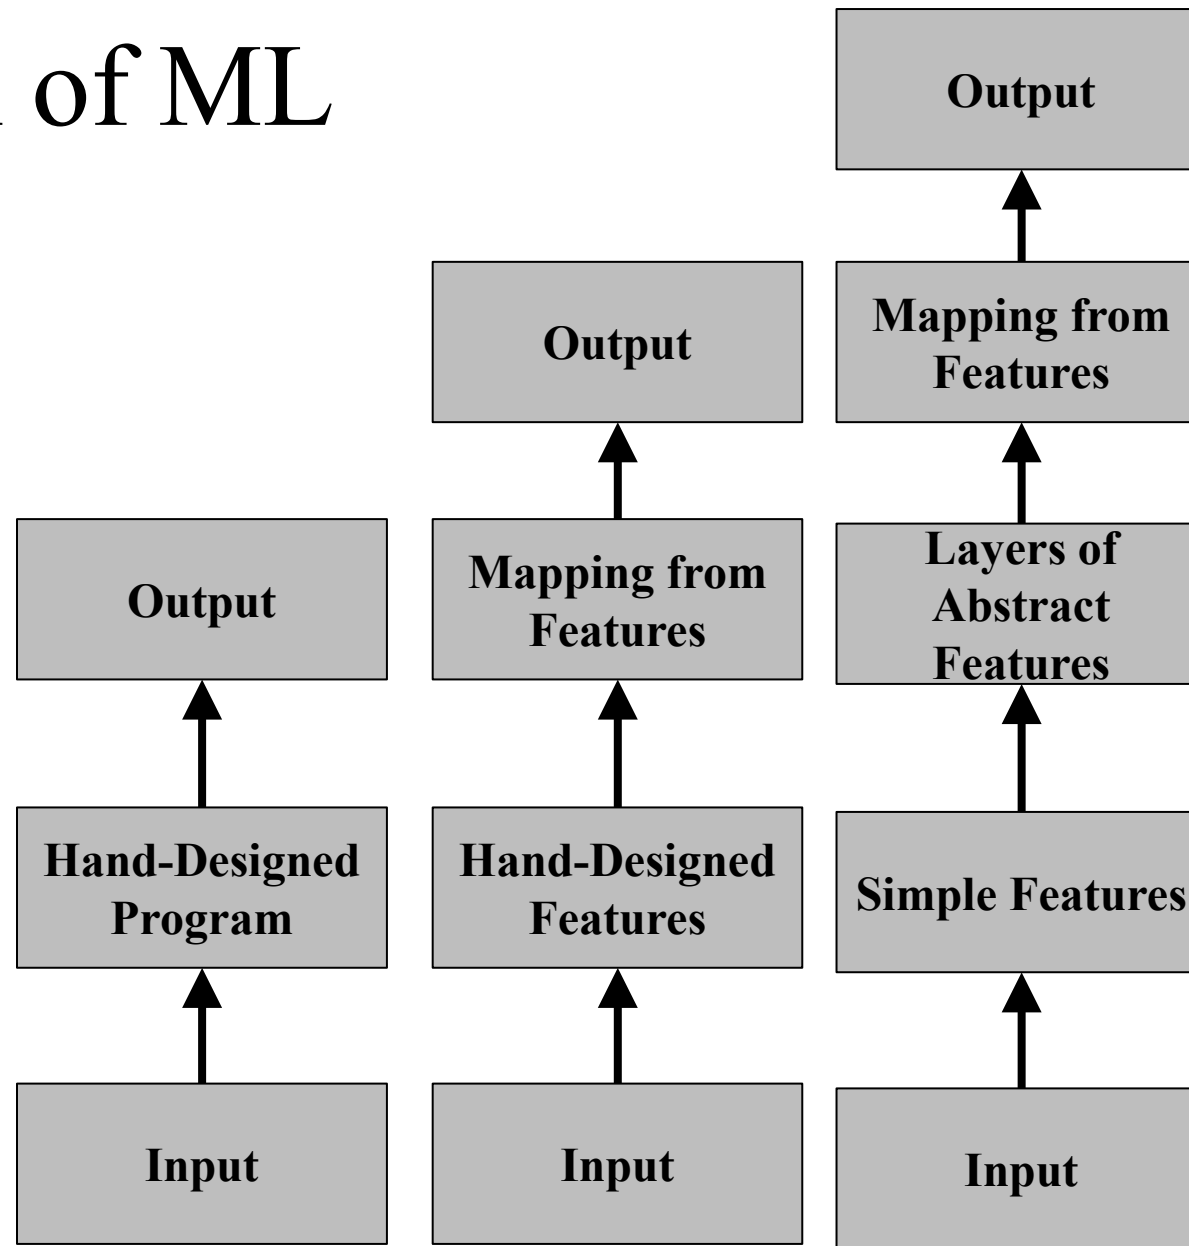 of ML
Output
Hand-Designed
Program
Input
Output
Mapping from
Features
Hand-Designed
Features
Input
Output
Mapping from
Features
Layers of
Abstract
Features
Simple Features
Input